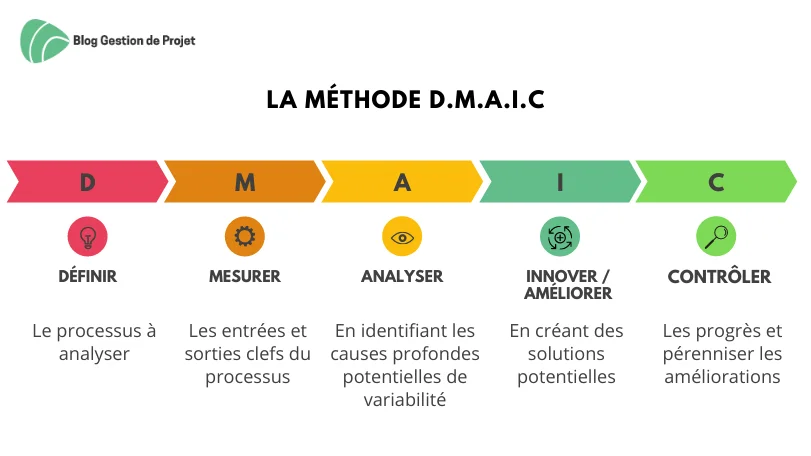 Blog Gestion de Projet
LA MÉTHODE D.M.A.I.C
D
M
A
I
C
DÉFINIR
Le processus à
analyser
MESURER
Les entrées et
sorties clefs du
processus
ANALYSER
En identifiant les
causes profondes
potentielles de
variabilité
INNOVER /
AMÉLIORER
En créant des
solutions
potentielles
CONTRÔLER
Les progrès et
pérenniser les
améliorations